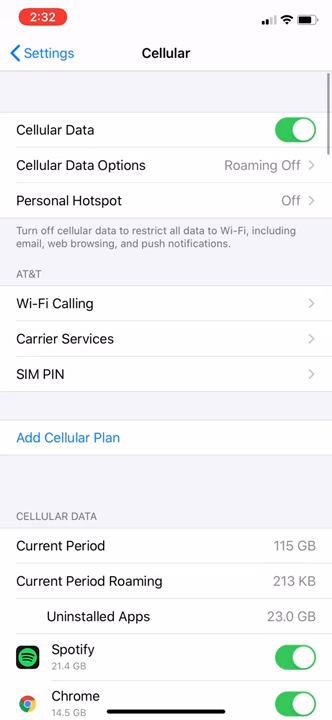 2:32
Settings
Cellular
Cellular Data
Cellular Data Options Roaming Off
Personal Hotspot Off
Turn off cellular data to restrict all data to Wi-Fi, including
email, web browsing, and push notifications.
AT&T
Wi-Fi Calling
Carrier Services
SIM PIN
Add Cellular Plan
CELLULAR DATA
Current Period 115 GB
Current Period Roaming 213 KB
Uninstalled Apps 23.0 GB
Spotify
21.4 GB
Chrome
14.5 GB